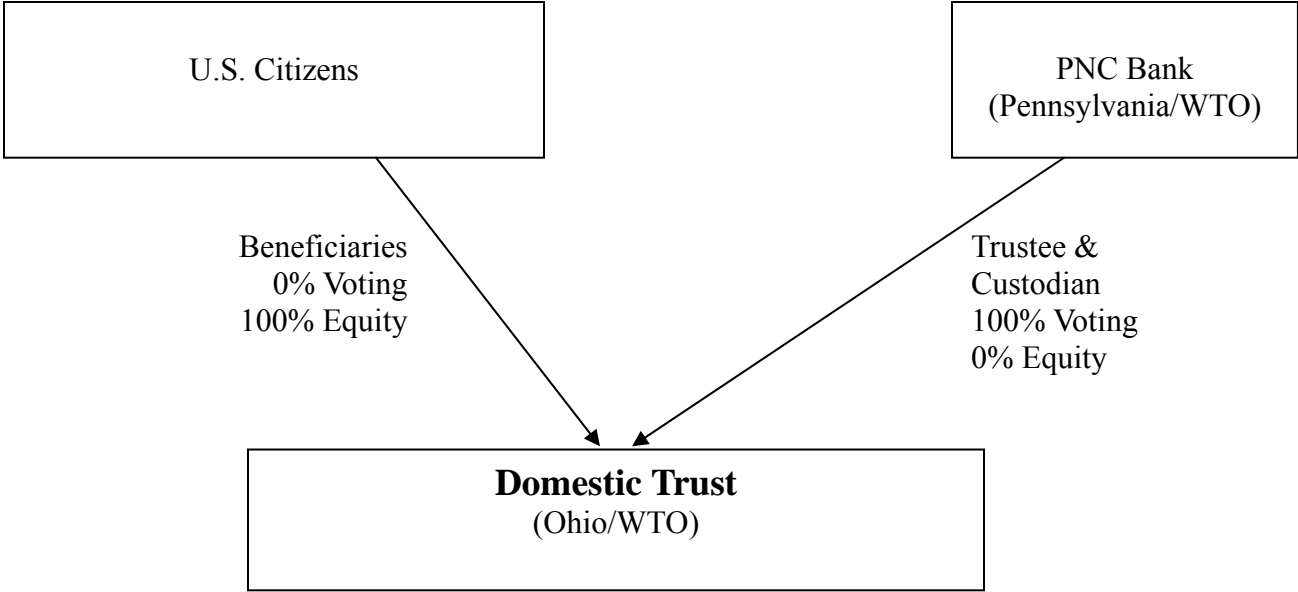 U.S. Citizens
PNC Bank
(Pennsylvania/WTO)
Beneficiaries
0% Voting
100% Equity
Trustee &
Custodian
100% Voting
0% Equity
Domestic Trust
(Ohio/WTO)